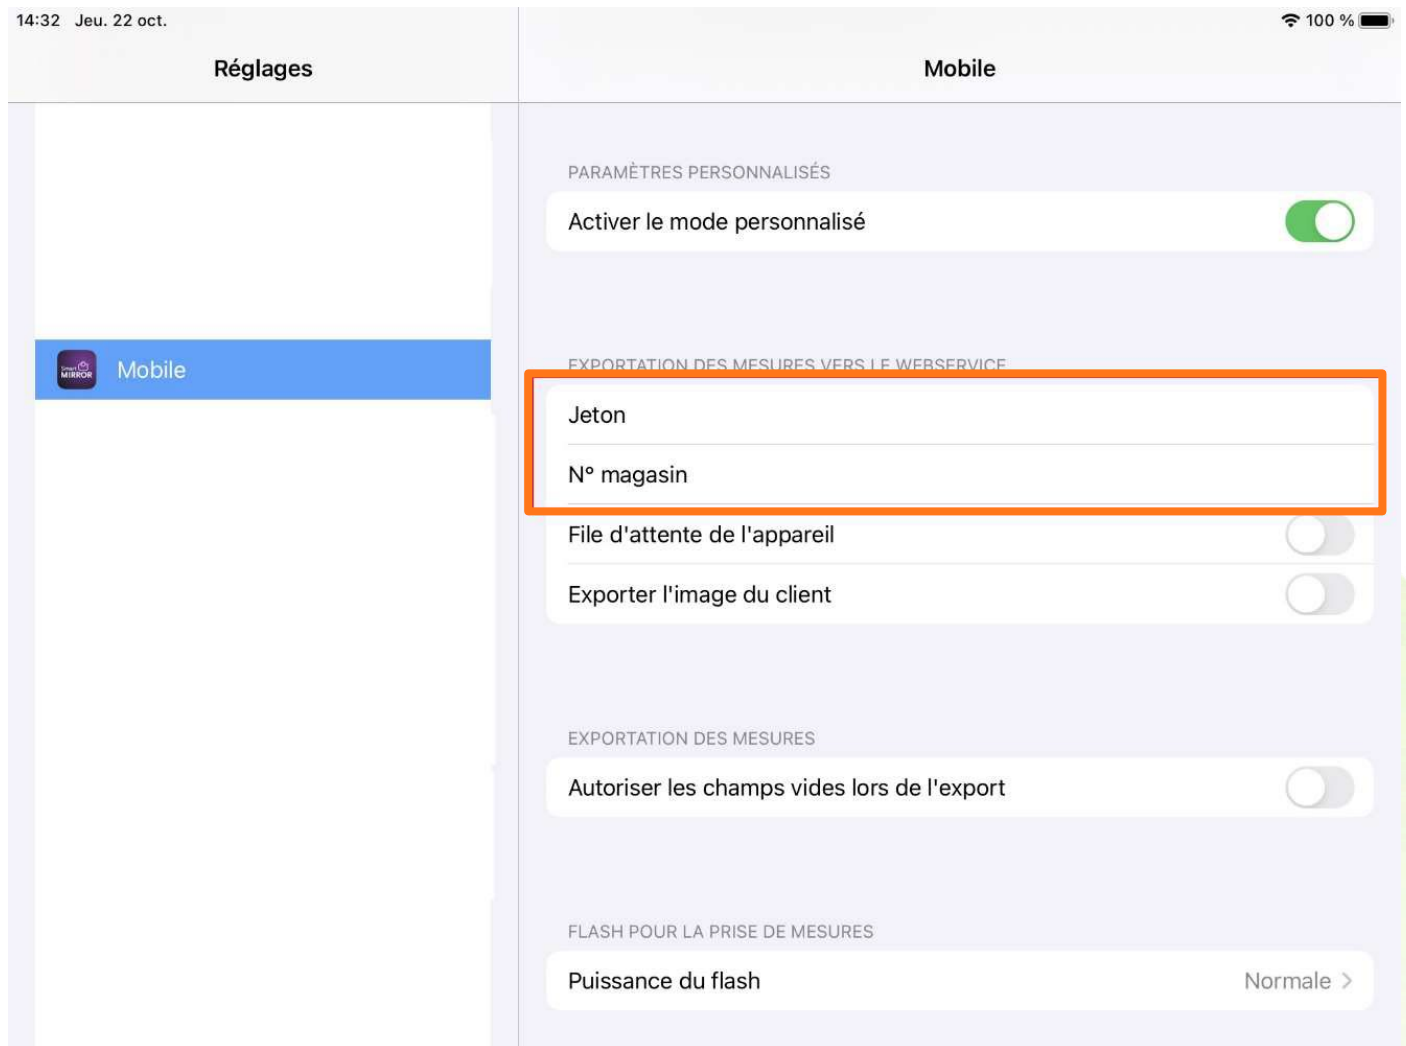 14:32 Jeu. 22 oct.
100 %
Réglages
Mobile
PARAMÈTRES PERSONNALISÉS
Activer le mode personnalisé
Smart
MIRROR
Mobile
EXPORTATION DES MESURES VERS LE WEBSERVICE
Jeton
N° magasin
File d'attente de l'appareil
Exporter l'image du client
EXPORTATION DES MESURES
Autoriser les champs vides lors de l'export
FLASH POUR LA PRISE DE MESURES
Puissance du flash
Normale